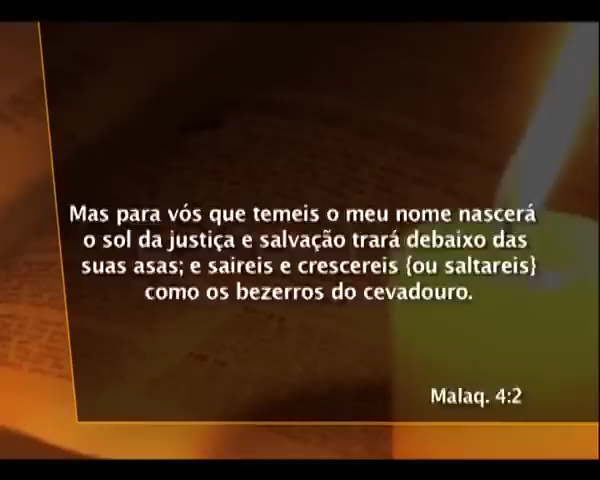 Mas para vós que temeis o meu nome nascerá
o sol da justiça e salvação trará debaixo das
suas asas; e saireis e crescereis {ou saltareis}
como os bezerros do cevadouro.
Malaq. 4:2